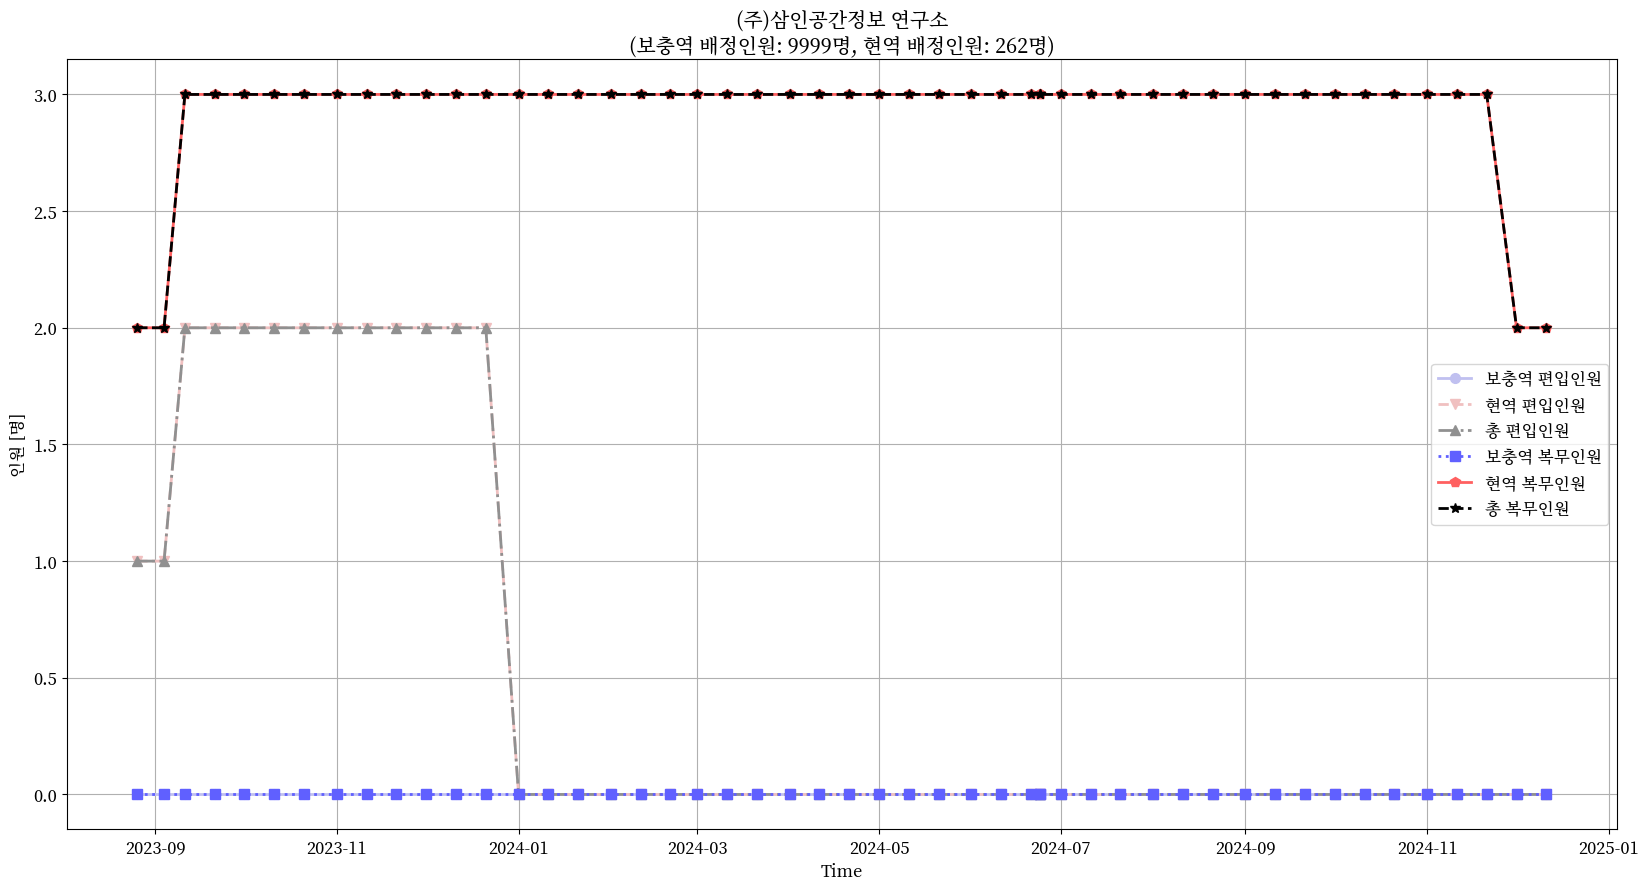 (주)삼인공간정보 연구소
(보충역 배정인원: 9999명, 현역 배정인원: 262명)
3.0
2.5
2.0
1.5
1.0
0.5
0.0
인원 [명]
보충역 편입인원
현역 편입인원
총 편입인원
보충역 복무인원
현역 복무인원
총 복무인원
2023-09 2023-11 2024-01 2024-03 2024-05 2024-07 2024-09 2024-11 2025-01
Time